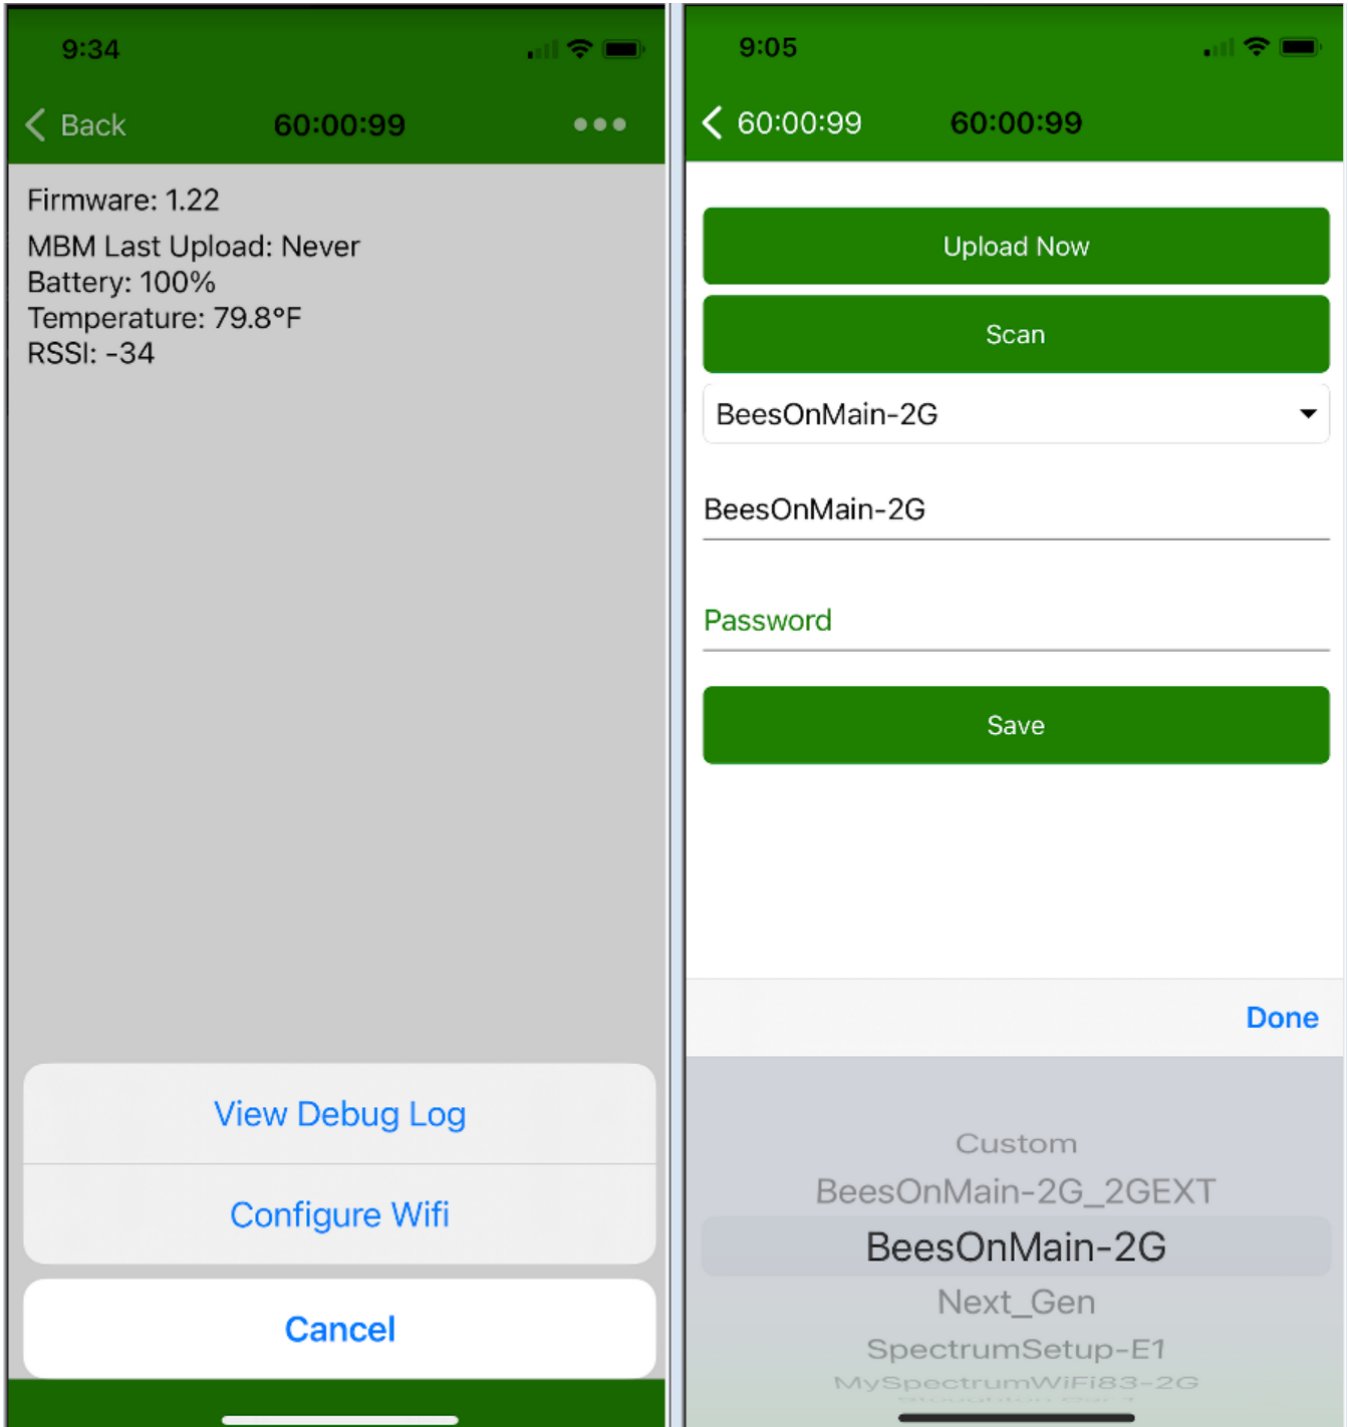 9:34
Back
60:00:99
Firmware: 1.22
MBM Last Upload: Never
Battery: 100%
Temperature: 79.8°F
RSSI: -34
View Debug Log
Configure Wifi
Cancel
9:05
60:00:99
60:00:99
Upload Now
Scan
BeesOnMain-2G
BeesOnMain-2G
Password
Save
Done
Custom
BeesOnMain-2G_2GEXT
BeesOnMain-2G
Next_Gen
SpectrumSetup-E1
MySpectrumWiFi83-2G